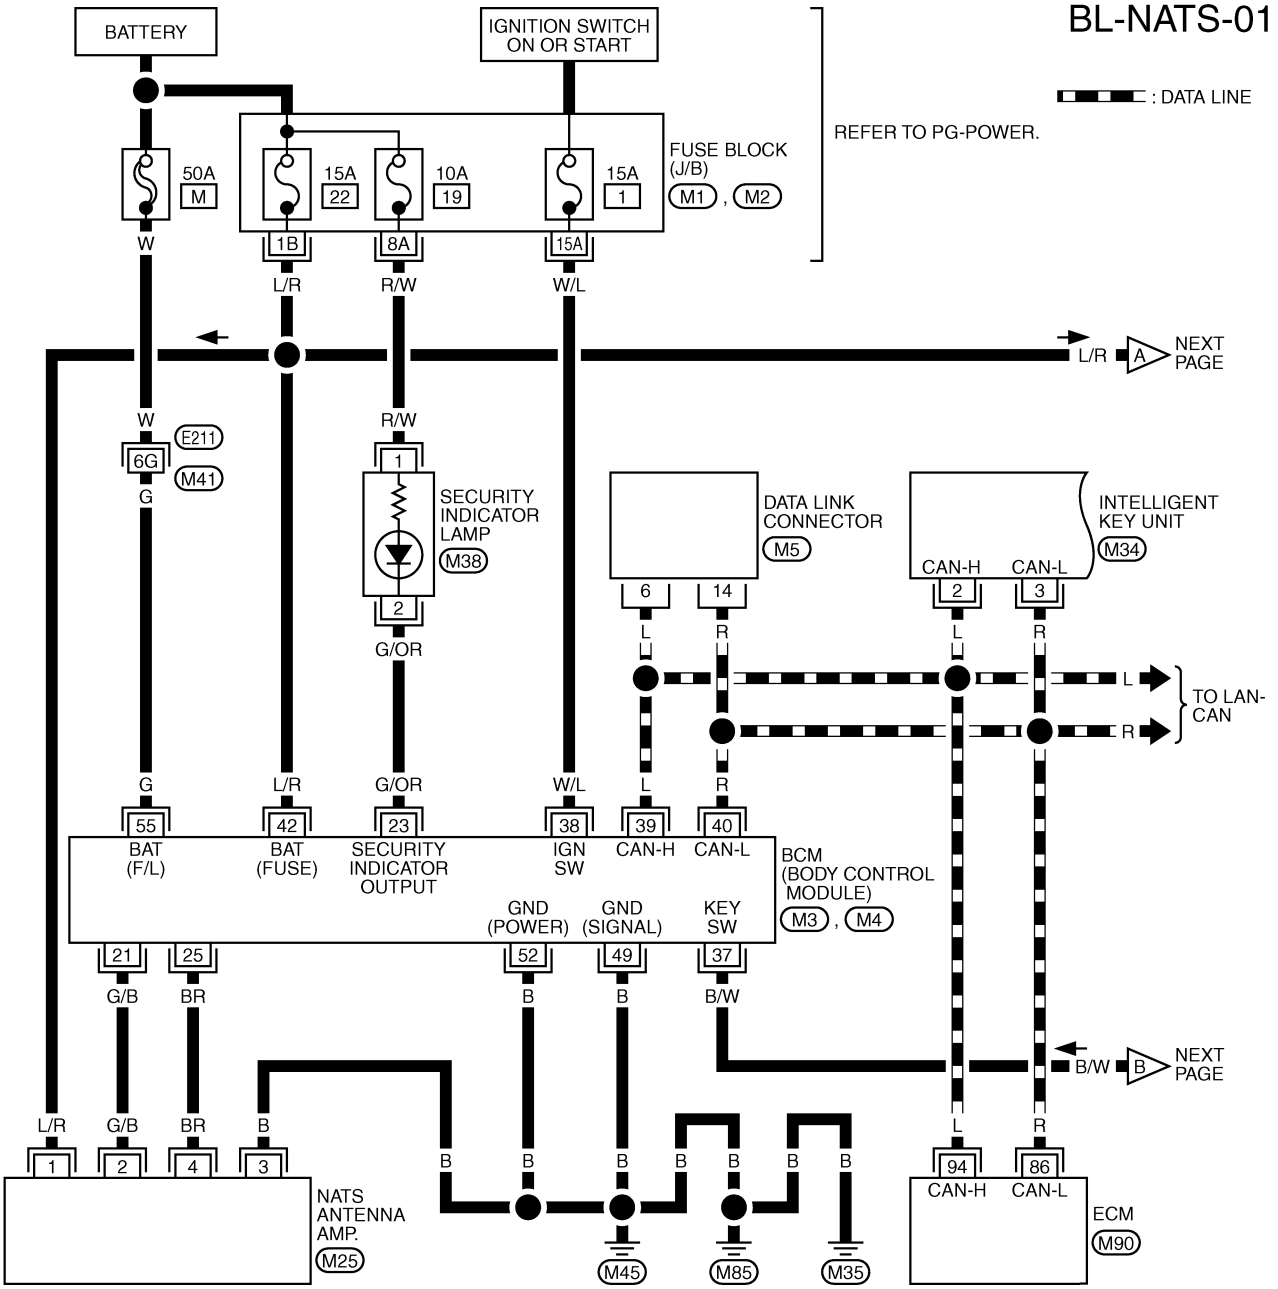 BL-NATS-01
BATTERY
IGNITION SWITCH
ON OR START
: DATA LINE
REFER TO PG-POWER.
50A
M
15A
22
10A
19
15A
1
FUSE BLOCK
(J/B)
M1 , M2
1B
8A
15A
W
L/R
R/W
W/L
L/R
A
NEXT
PAGE
W
R/W
E211
6G
M41
G
1
SECURITY
INDICATOR
LAMP
M38
2
G/OR
DATA LINK
CONNECTOR
M5
6
14
L
R
INTELLIGENT
KEY UNIT
M34
CAN-H
CAN-L
2
3
L
R
L
R
TO LAN-
CAN
G
L/R
G/OR
W/L
L
R
55
42
23
38
39
40
BAT
(F/L)
BAT
(FUSE)
SECURITY
INDICATOR
OUTPUT
IGN
SW
CAN-H
CAN-L
BCM
(BODY CONTROL
MODULE)
M3 , M4
GND
(POWER)
GND
(SIGNAL)
KEY
SW
21
25
52
49
37
G/B
BR
B
B
B/W
B/W
B
NEXT
PAGE
L/R
G/B
BR
B
L
R
1
2
4
3
B
B
B
B
B
B
B
94
86
CAN-H
CAN-L
NATS
ANTENNA
AMP.
M25
M45
M85
M35
ECM
M90